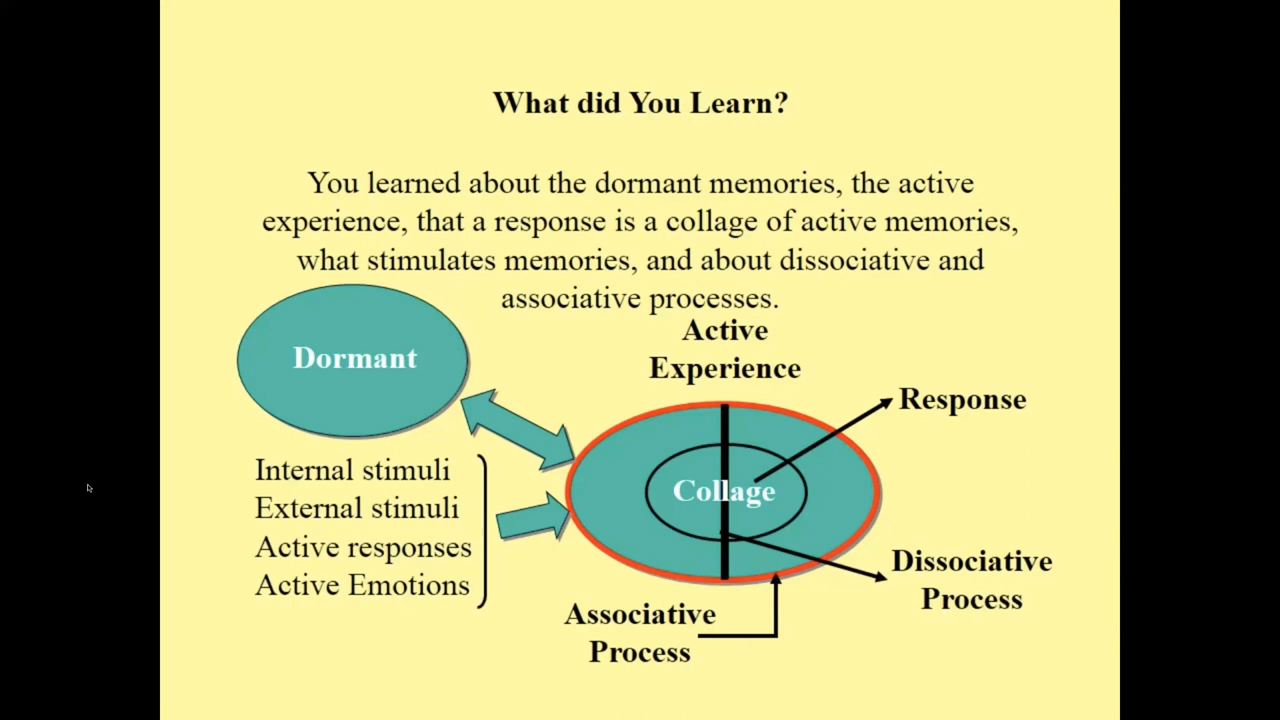 What did You Learn?
You learned about the dormant memories, the active
experience, that a response is a collage of active memories,
what stimulates memories, and about dissociative and
associative processes.
Active
Experience
Dormant
Response
Internal stimuli
External stimuli
Active responses
Active Emotions
Collage
Dissociative
Process
Associative
Process